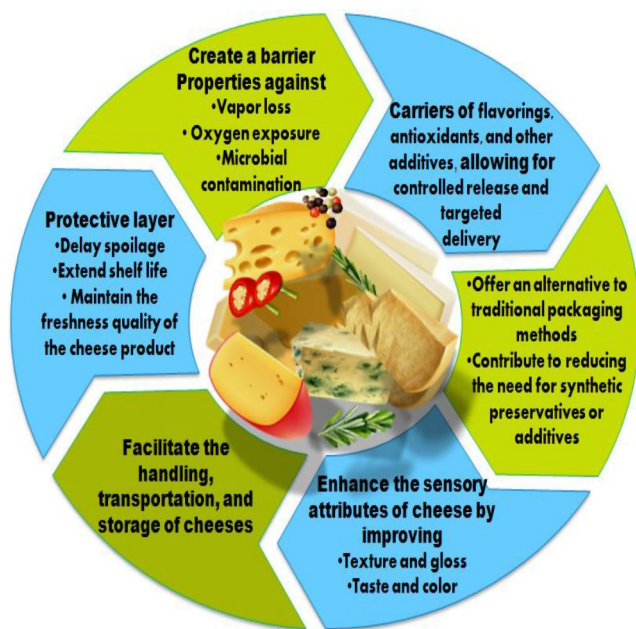 Create a barrier
Properties against
•Vapor loss
• Oxygen exposure
• Microbial
contamination
Carriers of flavorings,
antioxidants, and other
additives, allowing for
controlled release and
targeted
delivery
•Offer an alternative to
traditional packaging
methods
•Contribute to reducing
the need for synthetic
preservatives or
additives
Enhance the sensory
attributes of cheese by
improving
•Texture and gloss
•Taste and color
Facilitate the
handling,
transportation, and
storage of cheeses
Protective layer
• Delay spoilage
•Extend shelf life
• Maintain the
freshness quality of
the cheese product